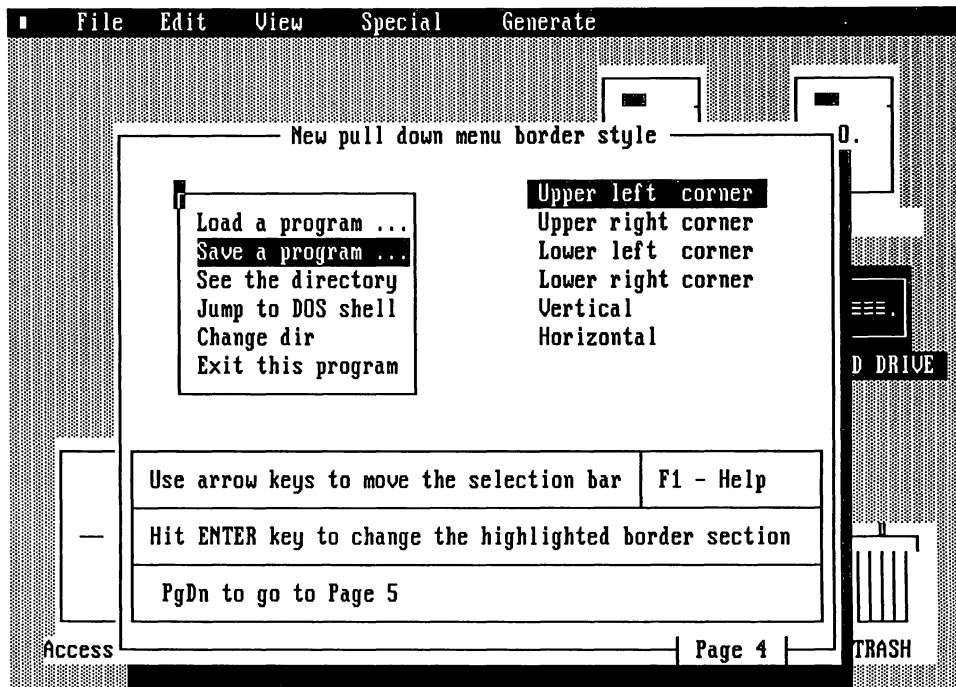 File Edit View Special Generate
New pull down menu border style
Load a program ...
Save a program ...
See the directory
Jump to DOS shell
Change dir
Exit this program
Upper left corner
Upper right corner
Lower left corner
Lower right corner
Vertical
Horizontal
D DRIVE
Use arrow keys to move the selection bar
F1 - Help
Hit ENTER key to change the highlighted border section
PgDn to go to Page 5
Page 4
Access
TRASH